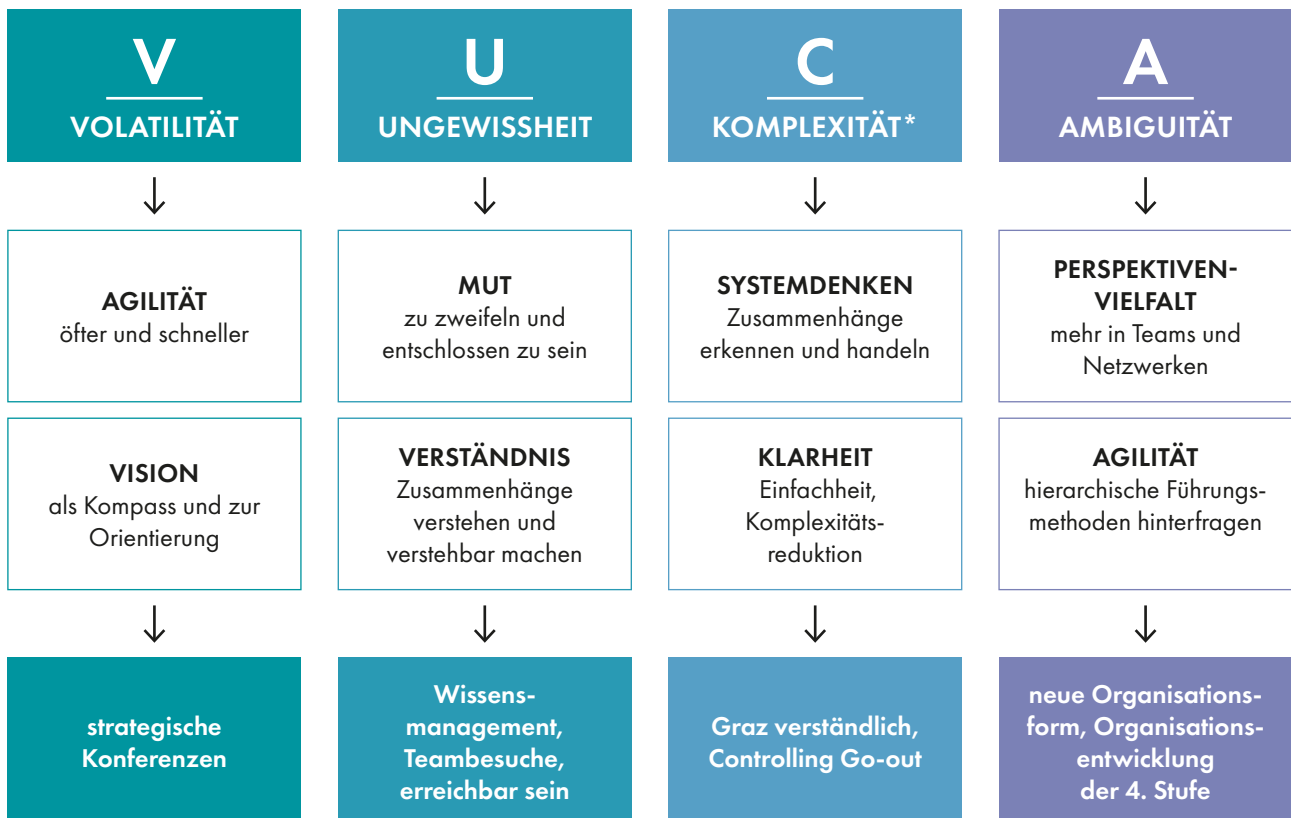 V
VOLATILITÄT
AGILITÄT
öfter und schneller
VISION
als Kompass und zur
Orientierung
strategische
Konferenzen
U
UNGEWISSHEIT
MUT
zu zweifeln und
entschlossen zu sein
VERSTÄNDNIS
Zusammenhänge
verstehen und
verstehbar machen
Wissens-
management,
Teambesuche,
erreichbar sein
C
KOMPLEXITÄT*
SYSTEMDENKEN
Zusammenhänge
erkennen und handeln
KLARHEIT
Einfachheit,
Komplexitäts-
reduktion
Graz verständlich,
Controlling Go-out
A
AMBIGUITÄT
PERSPEKTIVEN-
VIELFALT
mehr in Teams und
Netzwerken
AGILITÄT
hierarchische Führungs-
methoden hinterfragen
neue Organisations-
form, Organisations-
entwicklung
der 4. Stufe